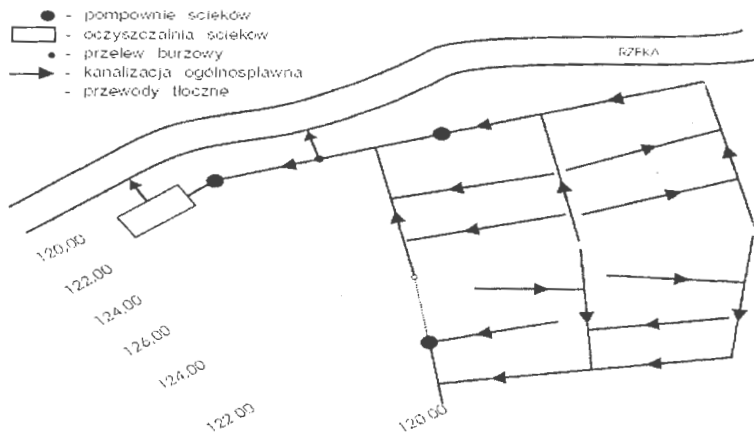 - pompownie ścieków
- oczyszczalnia ścieków
- przelew burzowy
- kanalizacja ogólnospławna
- przewody tłoczne
RZEKA
120,00
122,00
124,00
126,00
124,00
122,00
120,00